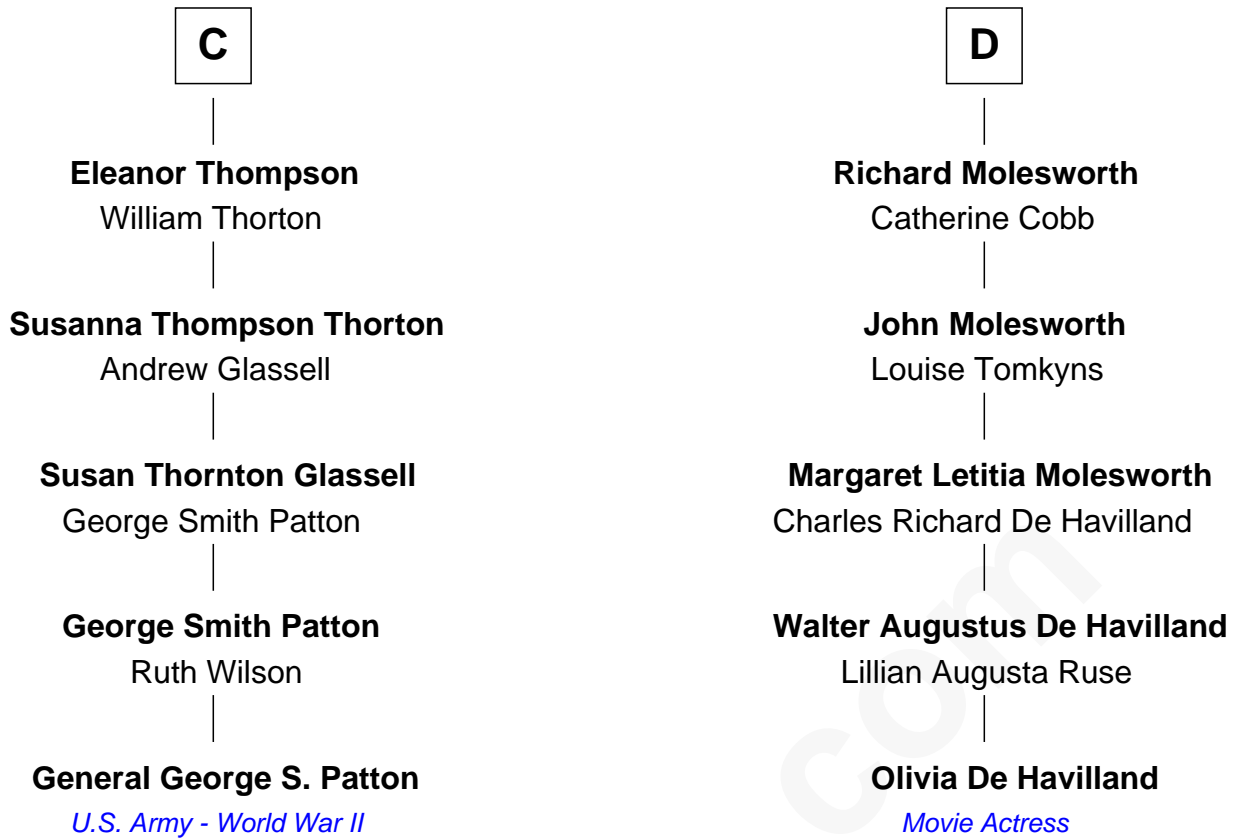 C
Eleanor Thompson
William Thorton
Susanna Thompson Thorton
Andrew Glassell
Susan Thornton Glassell
George Smith Patton
George Smith Patton
Ruth Wilson
General George S. Patton
U.S. Army - World War II
D
Richard Molesworth
Catherine Cobb
John Molesworth
Louise Tomkyns
Margaret Letitia Molesworth
Charles Richard De Havilland
Walter Augustus De Havilland
Lillian Augusta Ruse
Olivia De Havilland
Movie Actress
com